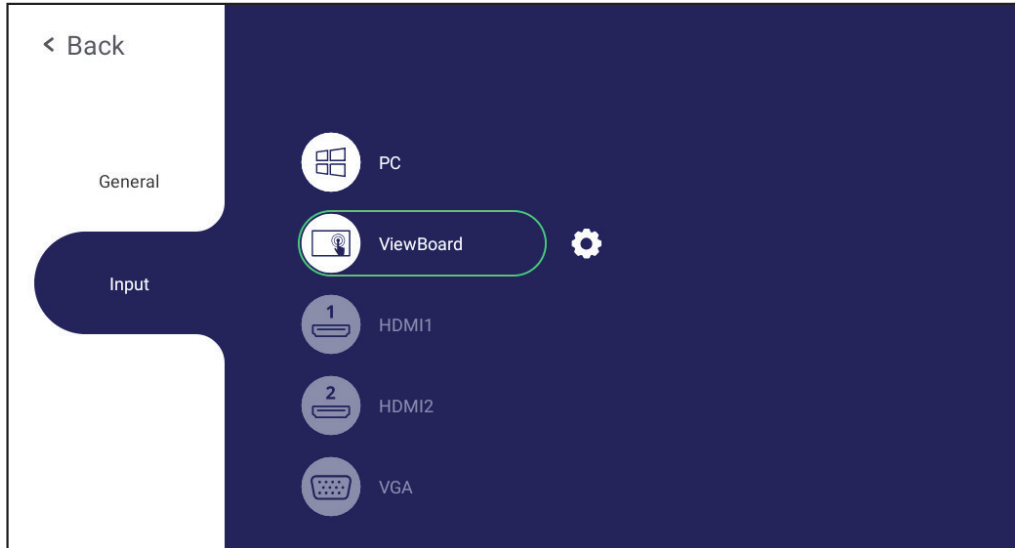 < Back
General
Input
PC
ViewBoard
1
HDMI1
2
HDMI2
VGA